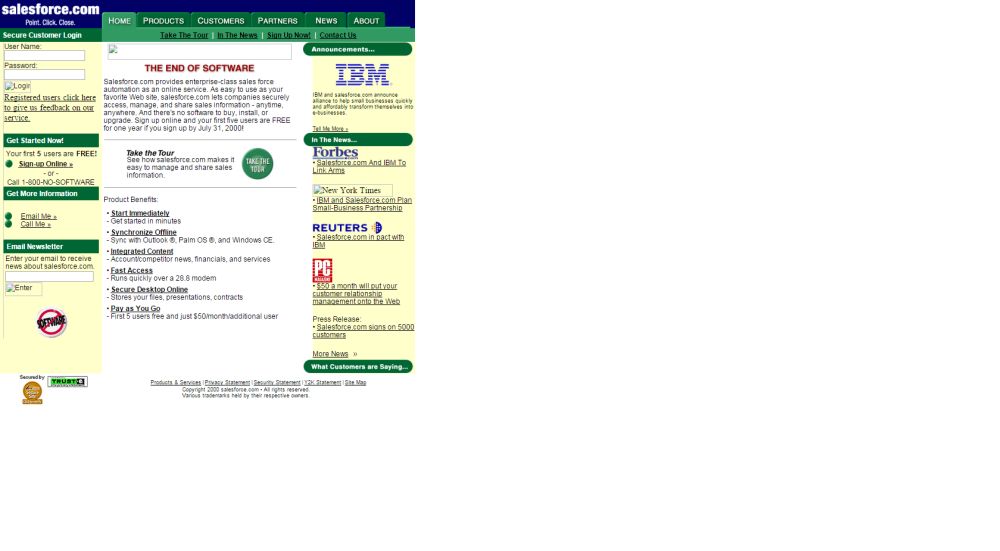 salesforce.com
Point. Click. Close.
HOME PRODUCTS CUSTOMERS PARTNERS NEWS ABOUT
Secure Customer Login
Take The Tour | In The News | Sign Up Now! | Contact Us
User Name:
Password:
Login
Registered users click here
to give us feedback on our
service.
Get Started Now!
Your first 5 users are FREE!
Sign-up Online »
- or -
Call 1-800-NO-SOFTWARE
Get More Information
Email Me »
Call Me »
Email Newsletter
Enter your email to receive
news about salesforce.com.
Enter
SOFTWARE
THE END OF SOFTWARE
Salesforce.com provides enterprise-class sales force
automation as an online service. As easy to use as your
favorite Web site, salesforce.com lets companies securely
access, manage, and share sales information - anytime,
anywhere. And there's no software to buy, install, or
upgrade. Sign up online and your first five users are FREE
for one year if you sign up by July 31, 2000!
Take the Tour
See how salesforce.com makes it
easy to manage and share sales
information.
TAKE THE
TOUR
Product Benefits:
• Start Immediately
- Get started in minutes
• Synchronize Offline
- Sync with Outlook ®, Palm OS ®, and Windows CE.
• Integrated Content
- Account/competitor news, financials, and services
• Fast Access
- Runs quickly over a 28.8 modem
• Secure Desktop Online
- Stores your files, presentations, contracts
• Pay as You Go
- First 5 users free and just $50/month/additional user
Announcements...
IBM
IBM and salesforce.com announce
alliance to help small businesses quickly
and affordably transform themselves into
e-businesses.
Tell Me More »
In The News...
Forbes
• Salesforce.com And IBM To
Link Arms
New York Times
• IBM and Salesforce.com Plan
Small-Business Partnership
REUTERS
• Salesforce.com in pact with
IBM
PC
MAGAZINE
• $50 a month will put your
customer relationship
management onto the Web
Press Release:
• Salesforce.com signs on 5000
customers
More News »
What Customers are Saying...
Secured by
TRUSTe
Products & Services | Privacy Statement | Security Statement | Y2K Statement | Site Map
Copyright 2000 salesforce.com - All rights reserved.
Various trademarks held by their respective owners.